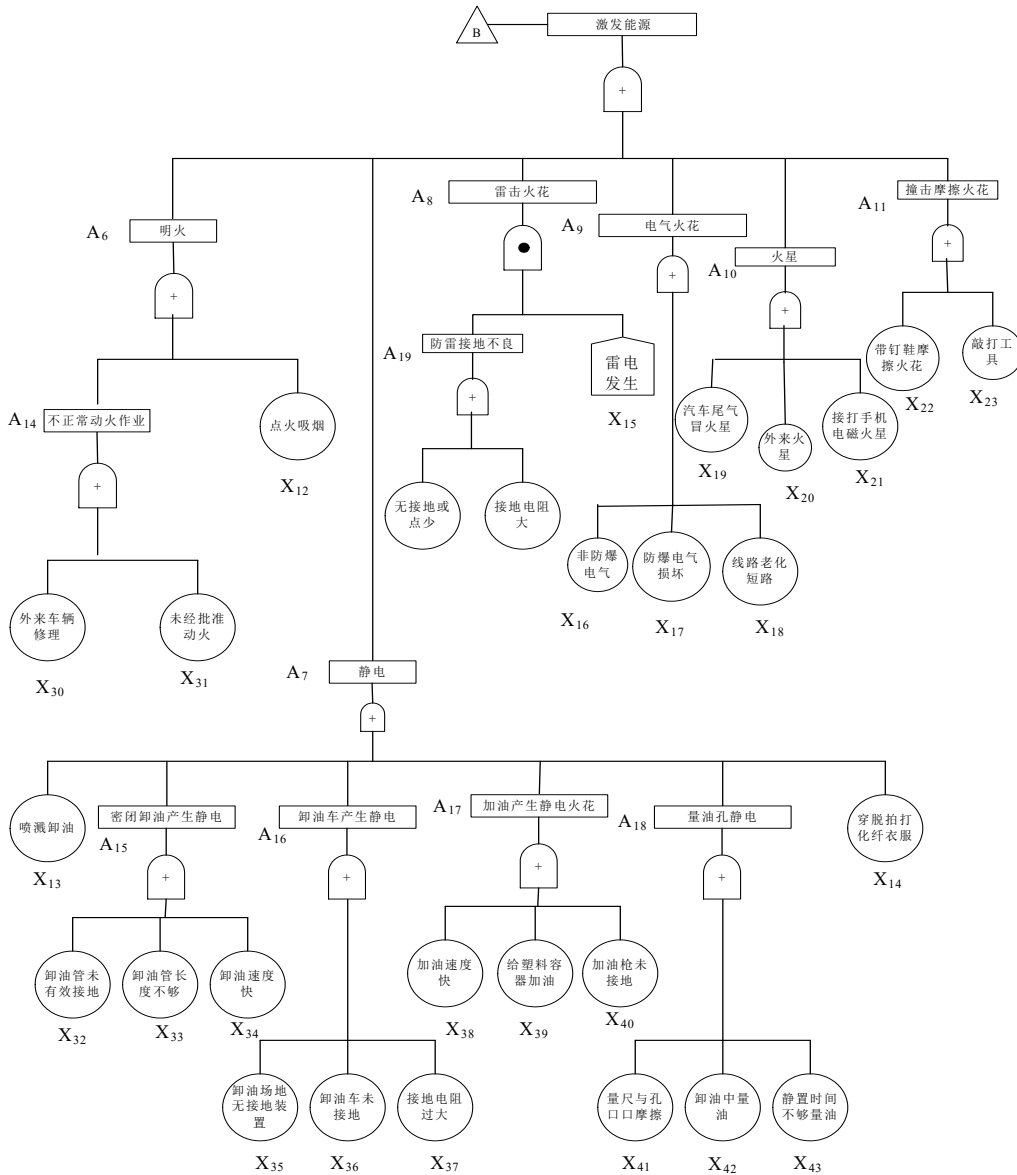 B
激发能源
+
A8
雷击火花
A11
撞击摩擦火花
A6
明火
A9
电气火花
A10
火星
+
+
+
+
A19
防雷接地不良
雷电
发生
X15
带钉鞋摩
擦火花
X22
敲打工
具
X23
A14
不正常动火作业
点火吸烟
X12
+
汽车尾气
冒火星
X19
外来火
星
X20
接打手机
电磁火星
X21
+
无接地或
点少
接地电阻
大
非防爆
电气
X16
防爆电气
损坏
X17
线路老化
短路
X18
外来车辆
修理
X30
未经批准
动火
X31
A7
静电
+
喷溅卸油
X13
密闭卸油产生静电
A15
卸油车产生静电
A16
A17
加油产生静电火花
A18
量油孔静电
穿脱拍打
化纤衣服
X14
+
+
+
+
卸油管未
有效接地
X32
卸油管长
度不够
X33
卸油速度
快
X34
加油速度
快
X38
给塑料容
器加油
X39
加油枪未
接地
X40
卸油场地
无接地装
置
X35
卸油车未
接地
X36
接地电阻
过大
X37
量尺与孔
口口摩擦
X41
卸油中量
油
X42
静置时间
不够量油
X43